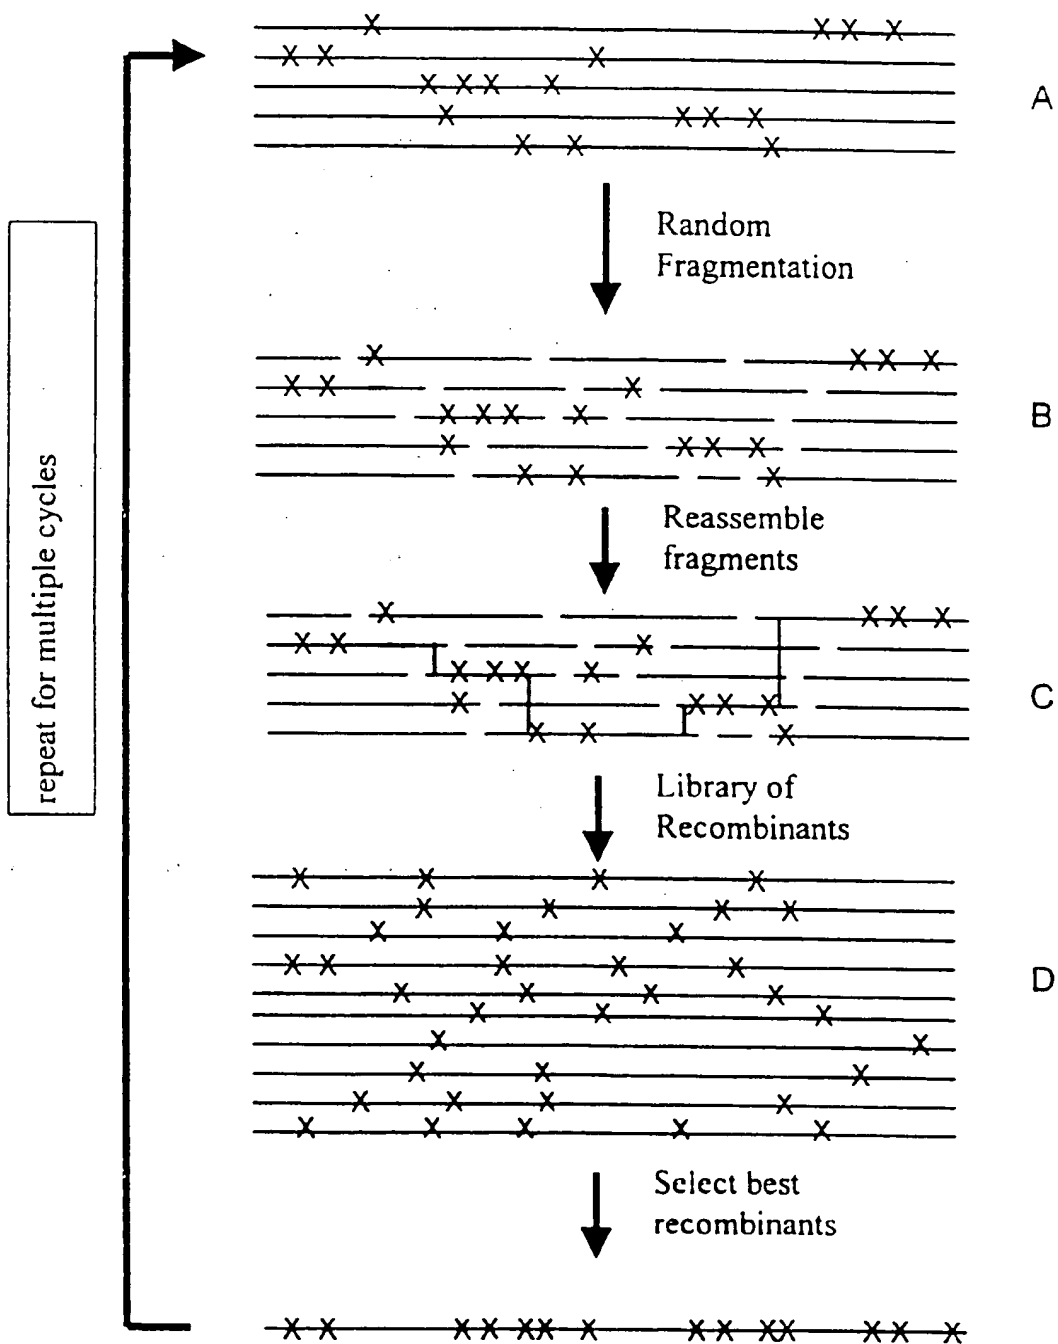 A
Random
Fragmentation
B
Reassemble
fragments
C
Library of
Recombinants
D
Select best
recombinants
repeat for multiple cycles